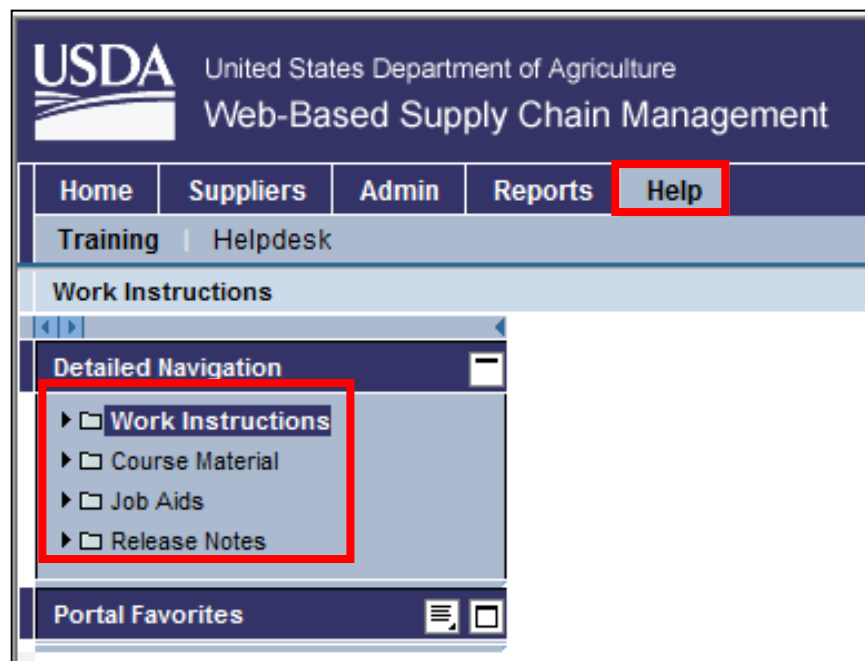 USDA
United States Department of Agriculture
Web-Based Supply Chain Management
Home Suppliers Admin Reports Help
Training | Helpdesk
Work Instructions
Detailed Navigation
Work Instructions
Course Material
Job Aids
Release Notes
Portal Favorites